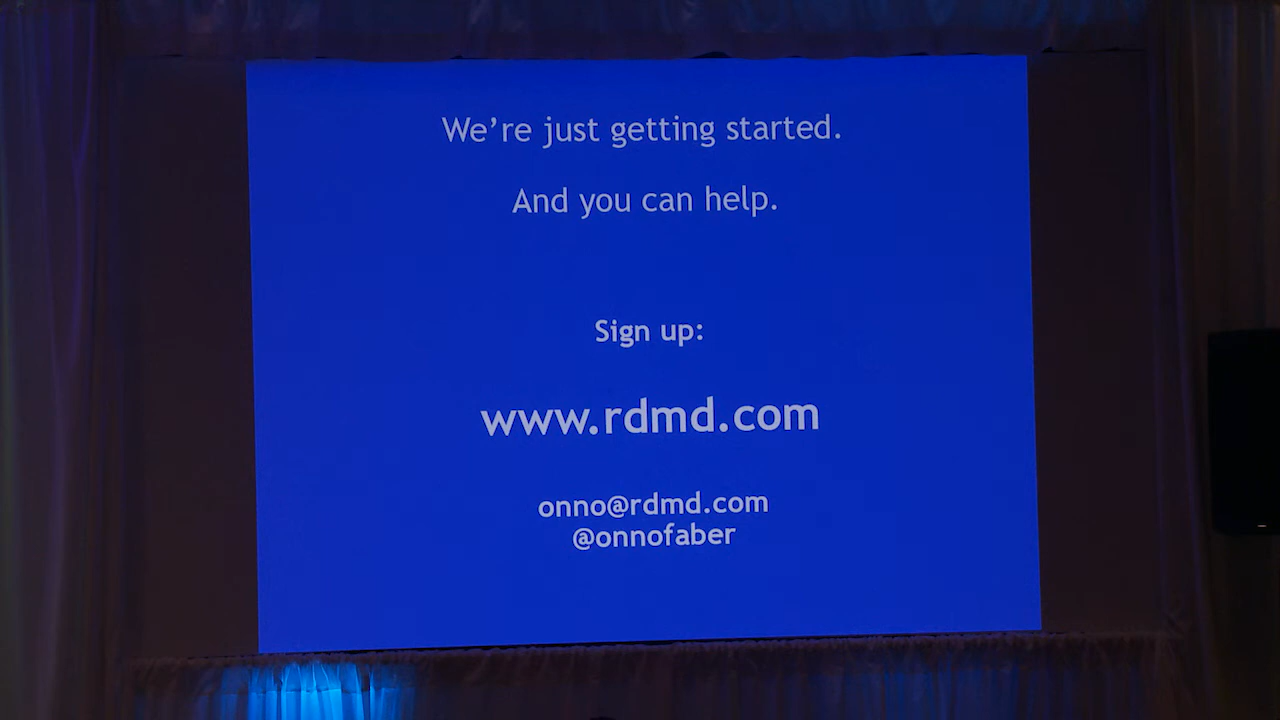 We're just getting started.
And you can help.
Sign up:
www.rdmd.com
onno@rdmd.com
@onnofaber